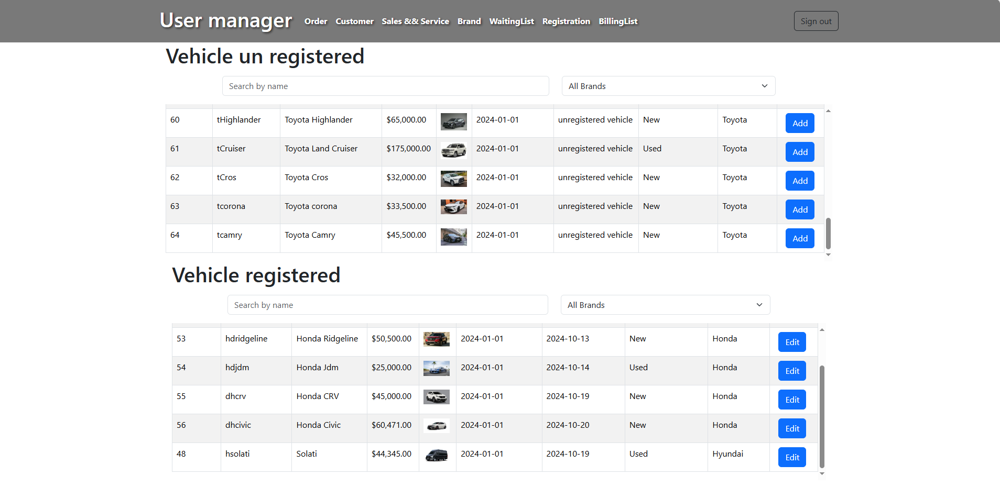 User manager Order Customer Sales && Service Brand WaitingList Registration BillingList Sign out
Vehicle un registered
Search by name All Brands
60 tHighlander Toyota Highlander $65,000.00 2024-01-01 unregistered vehicle New Toyota Add
61 tCruiser Toyota Land Cruiser $175,000.00 2024-01-01 unregistered vehicle Used Toyota Add
62 tCros Toyota Cros $32,000.00 2024-01-01 unregistered vehicle New Toyota Add
63 tcorona Toyota corona $33,500.00 2024-01-01 unregistered vehicle New Toyota Add
64 tcamry Toyota Camry $45,500.00 2024-01-01 unregistered vehicle New Toyota Add
Vehicle registered
Search by name All Brands
53 hdridgeline Honda Ridgeline $50,500.00 2024-01-01 2024-10-13 New Honda Edit
54 hdjdm Honda Jdm $25,000.00 2024-01-01 2024-10-14 Used Honda Edit
55 dhcrv Honda CRV $45,000.00 2024-01-01 2024-10-19 New Honda Edit
56 dhcivic Honda Civic $60,471.00 2024-01-01 2024-10-20 New Honda Edit
48 hsolati Solati $44,345.00 2024-01-01 2024-10-19 Used Hyundai Edit